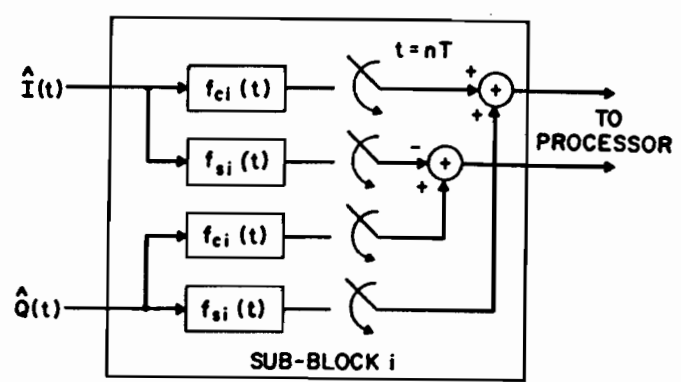 t=nT
Î(t)
f_ci(t)
+
+
+
TO
PROCESSOR
f_si(t)
-
+
+
f_ci(t)
Q̂(t)
f_si(t)
SUB-BLOCK i